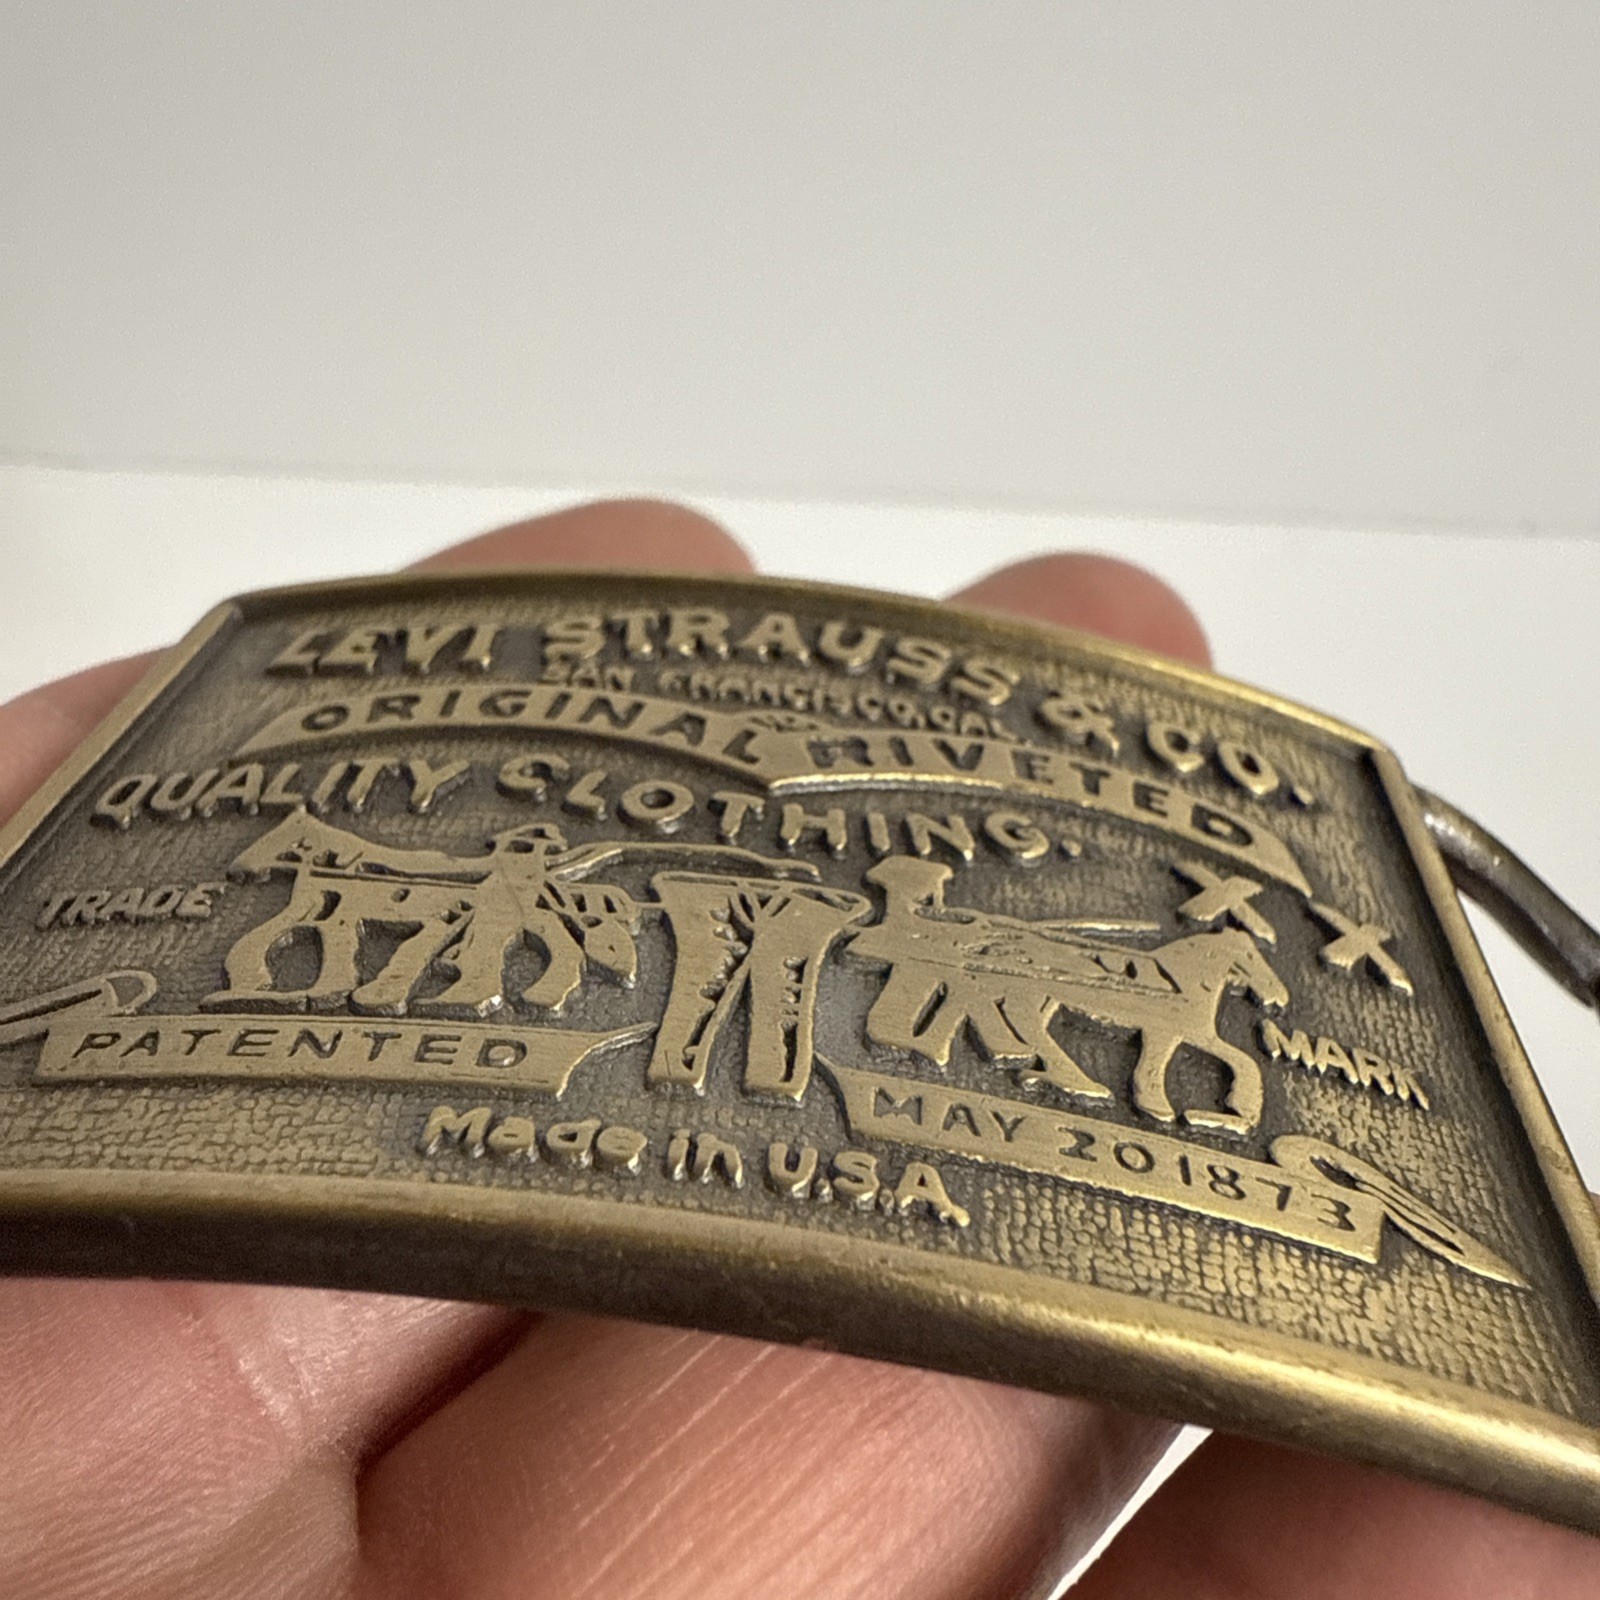 LEVI STRAUSS & CO.
SAN FRANCISCO, CAL.
ORIGINAL RIVETED
QUALITY CLOTHING.
XX
TRADE MARK
PATENTED MAY 20 1873
Made in U.S.A.